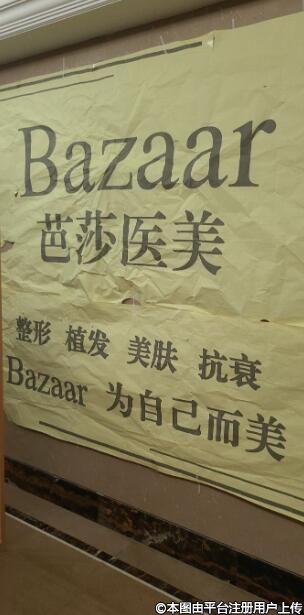 Bazaar
芭莎医美
整形 植发 美肤 抗衰
Bazaar 为自己而美
©本图由平台注册用户上传